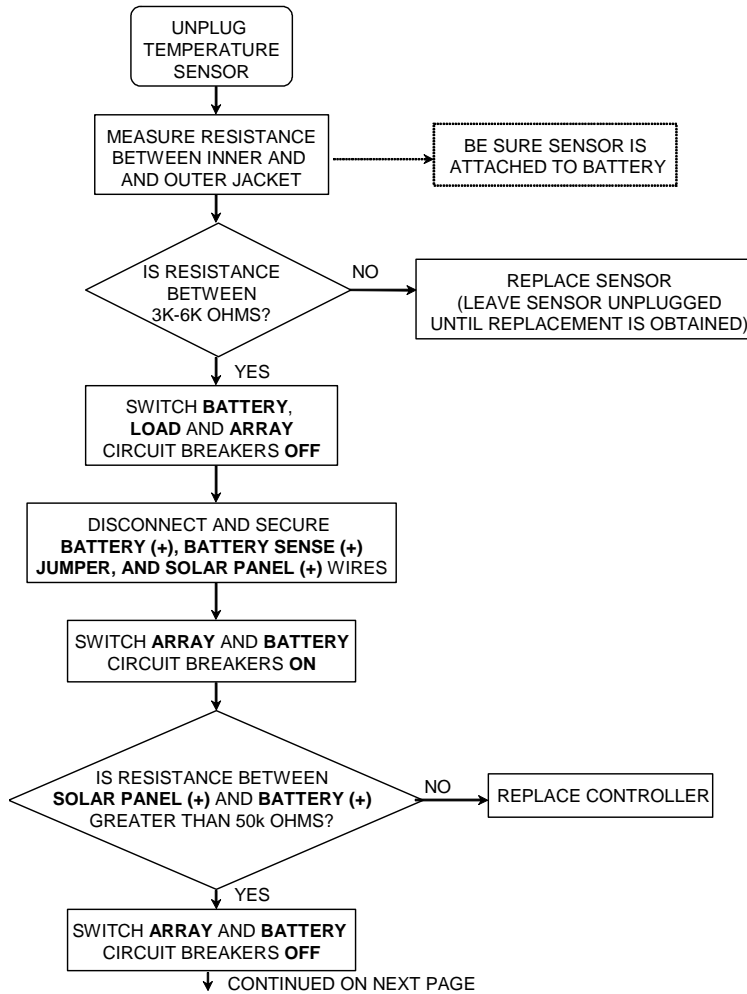 UNPLUG
TEMPERATURE
SENSOR
MEASURE RESISTANCE
BETWEEN INNER AND
AND OUTER JACKET
BE SURE SENSOR IS
ATTACHED TO BATTERY
IS RESISTANCE
BETWEEN
3K-6K OHMS?
NO
REPLACE SENSOR
(LEAVE SENSOR UNPLUGGED
UNTIL REPLACEMENT IS OBTAINED)
YES
SWITCH BATTERY,
LOAD AND ARRAY
CIRCUIT BREAKERS OFF
DISCONNECT AND SECURE
BATTERY (+), BATTERY SENSE (+)
JUMPER, AND SOLAR PANEL (+) WIRES
SWITCH ARRAY AND BATTERY
CIRCUIT BREAKERS ON
IS RESISTANCE BETWEEN
SOLAR PANEL (+) AND BATTERY (+)
GREATER THAN 50k OHMS?
NO
REPLACE CONTROLLER
YES
SWITCH ARRAY AND BATTERY
CIRCUIT BREAKERS OFF
CONTINUED ON NEXT PAGE